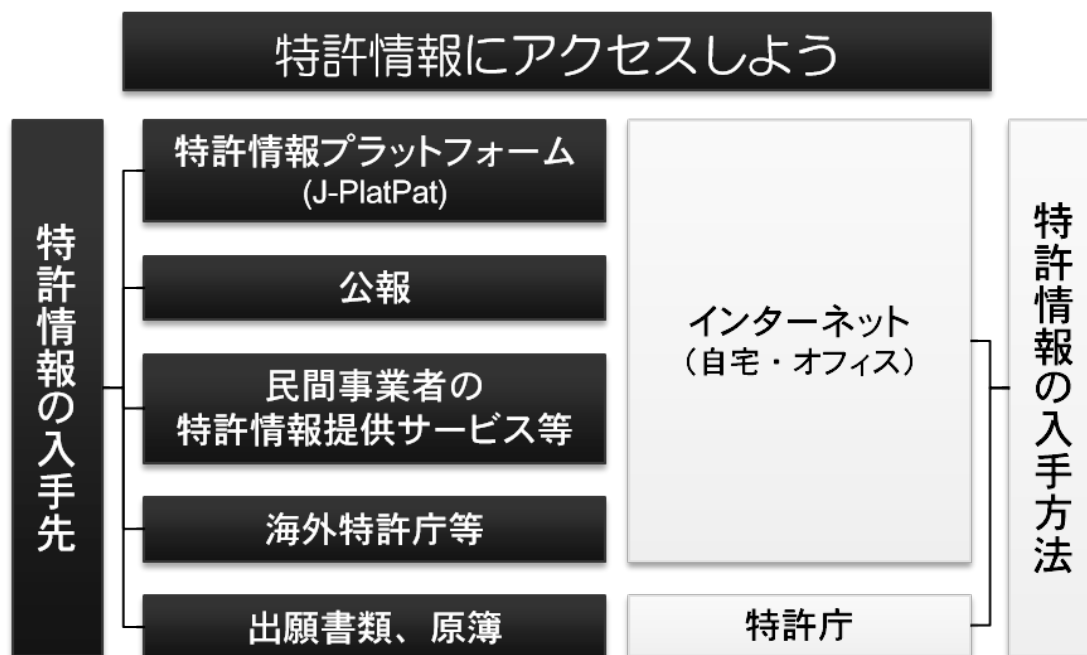 特許情報にアクセスしよう
特許情報の入手先
特許情報プラットフォーム
(J-PlatPat)
公報
民間事業者の
特許情報提供サービス等
海外特許庁等
出願書類、原簿
インターネット
（自宅・オフィス）
特許庁
特許情報の入手方法